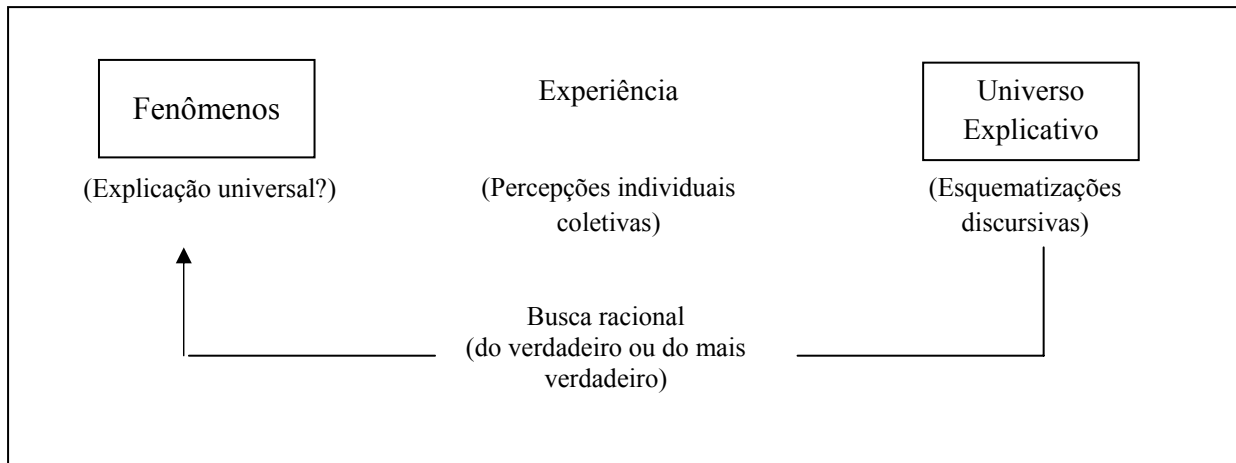 Fenômenos
(Explicação universal?)
Experiência
(Percepções individuais
coletivas)
Universo
Explicativo
(Esquematizações
discursivas)
Busca racional
(do verdadeiro ou do mais
verdadeiro)